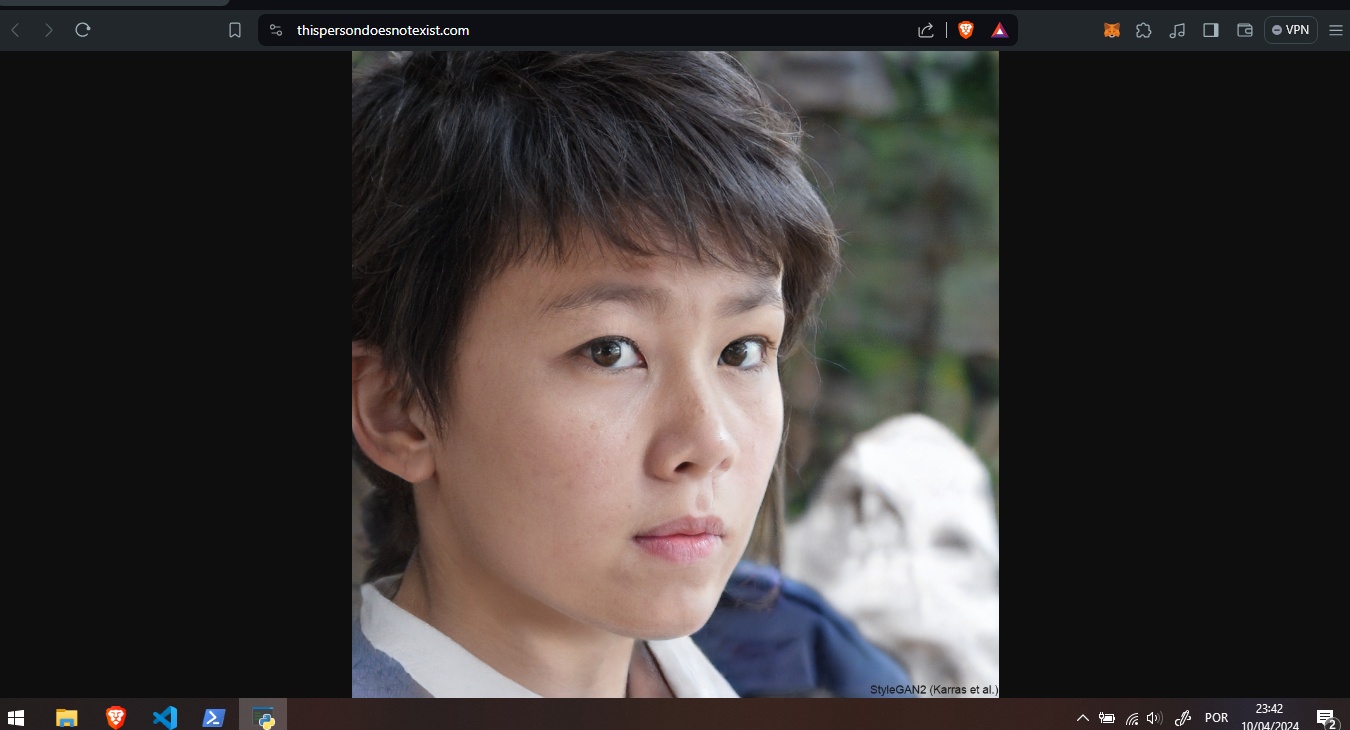 thispersondoesnotexist.com
VPN
StyleGAN2 (Karras et al.)
POR
23:42
10/04/2024
2